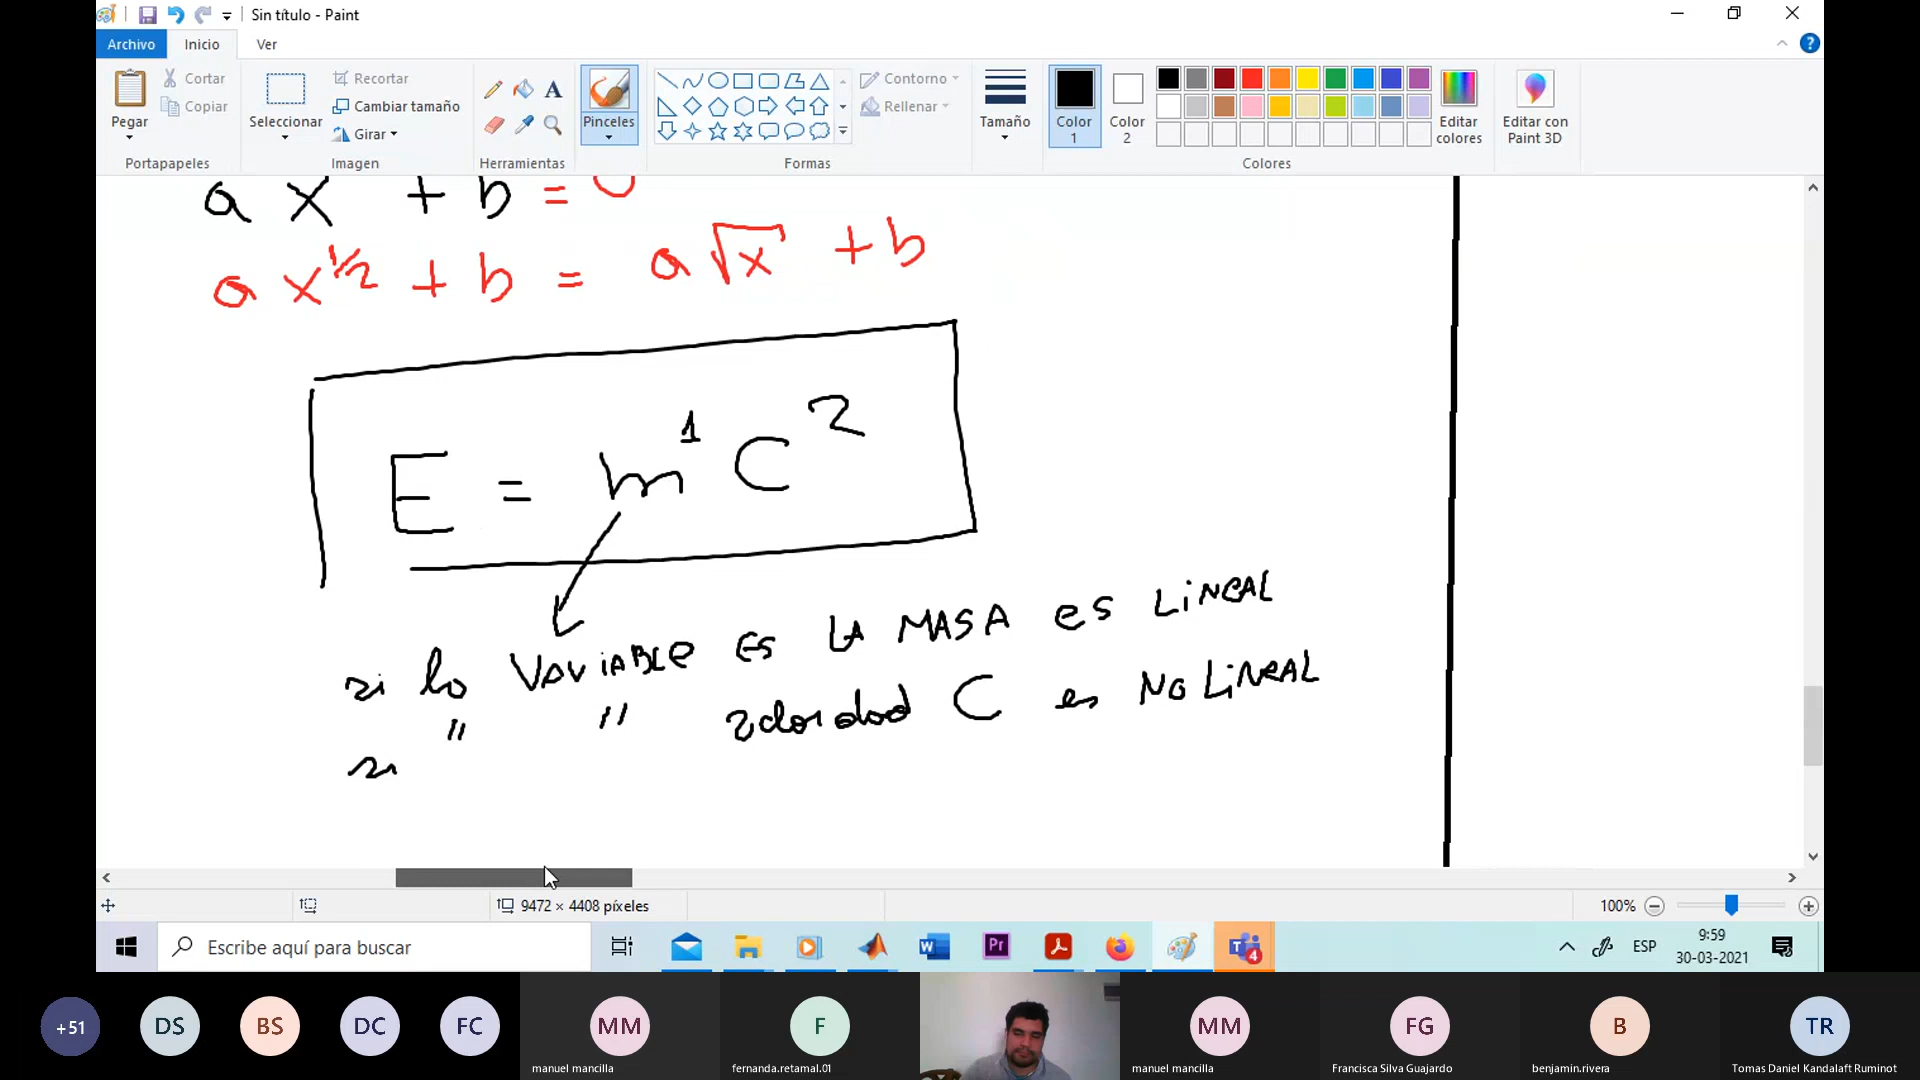 Sin título - Paint
Archivo Inicio Ver
Pegar
Cortar
Copiar
Portapapeles
Seleccionar
Recortar
Cambiar tamaño
Girar
Imagen
A
Herramientas
Pinceles
Contorno
Rellenar
Formas
Tamaño
Color 1
Color 2
Editar colores
Colores
Editar con Paint 3D
a x + b = 0
a x^1/2 + b = a √x + b
E = m^1 C^2
si la VARIABLE ES LA MASA es LINEAL
si " " velocidad C es NO LINEAL
9472 × 4408 píxeles
100%
Escribe aquí para buscar
W
Pr
T
4
ESP
9:59
30-03-2021
+51
DS
BS
DC
FC
MM
F
MM
FG
B
TR
manuel mancilla
fernanda.retamal.01
manuel mancilla
Francisca Silva Guajardo
benjamin.rivera
Tomas Daniel Kandalaft Ruminot